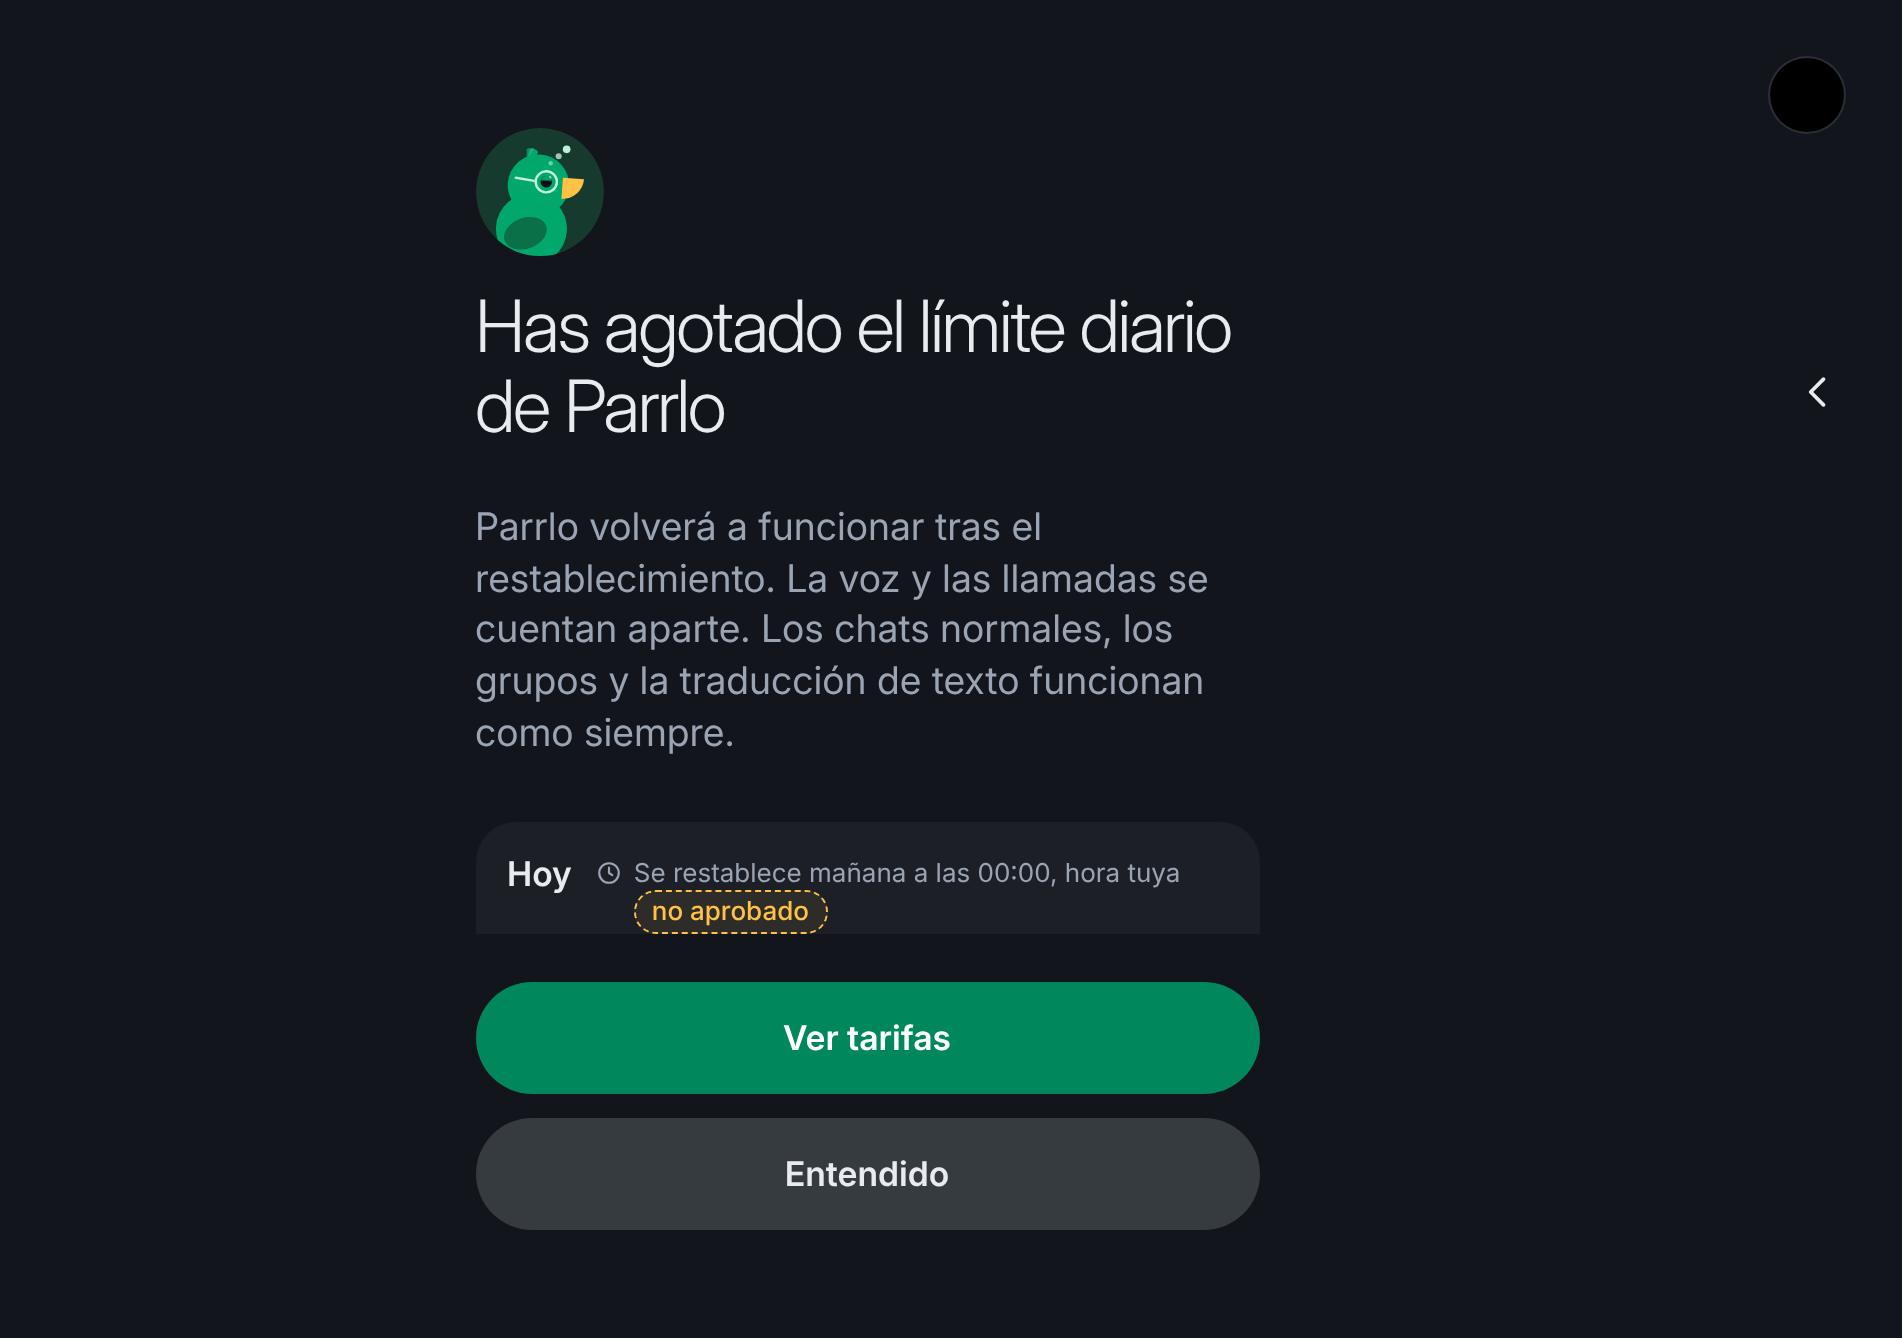 Has agotado el límite diario
de Parrlo
Parrlo volverá a funcionar tras el
restablecimiento. La voz y las llamadas se
cuentan aparte. Los chats normales, los
grupos y la traducción de texto funcionan
como siempre.
Hoy Se restablece mañana a las 00:00, hora tuya
no aprobado
Ver tarifas
Entendido